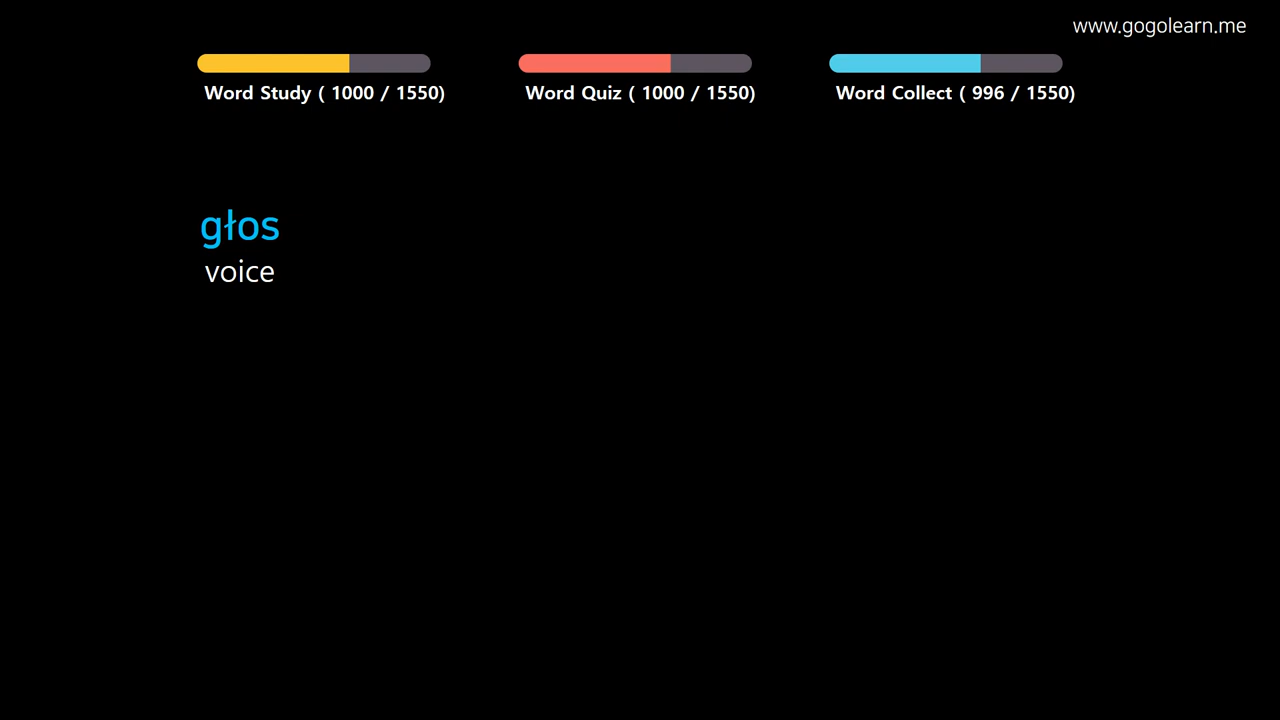 www.gogolearn.me
Word Study ( 1000 / 1550)
Word Quiz ( 1000 / 1550)
Word Collect ( 996 / 1550)
głos
voice